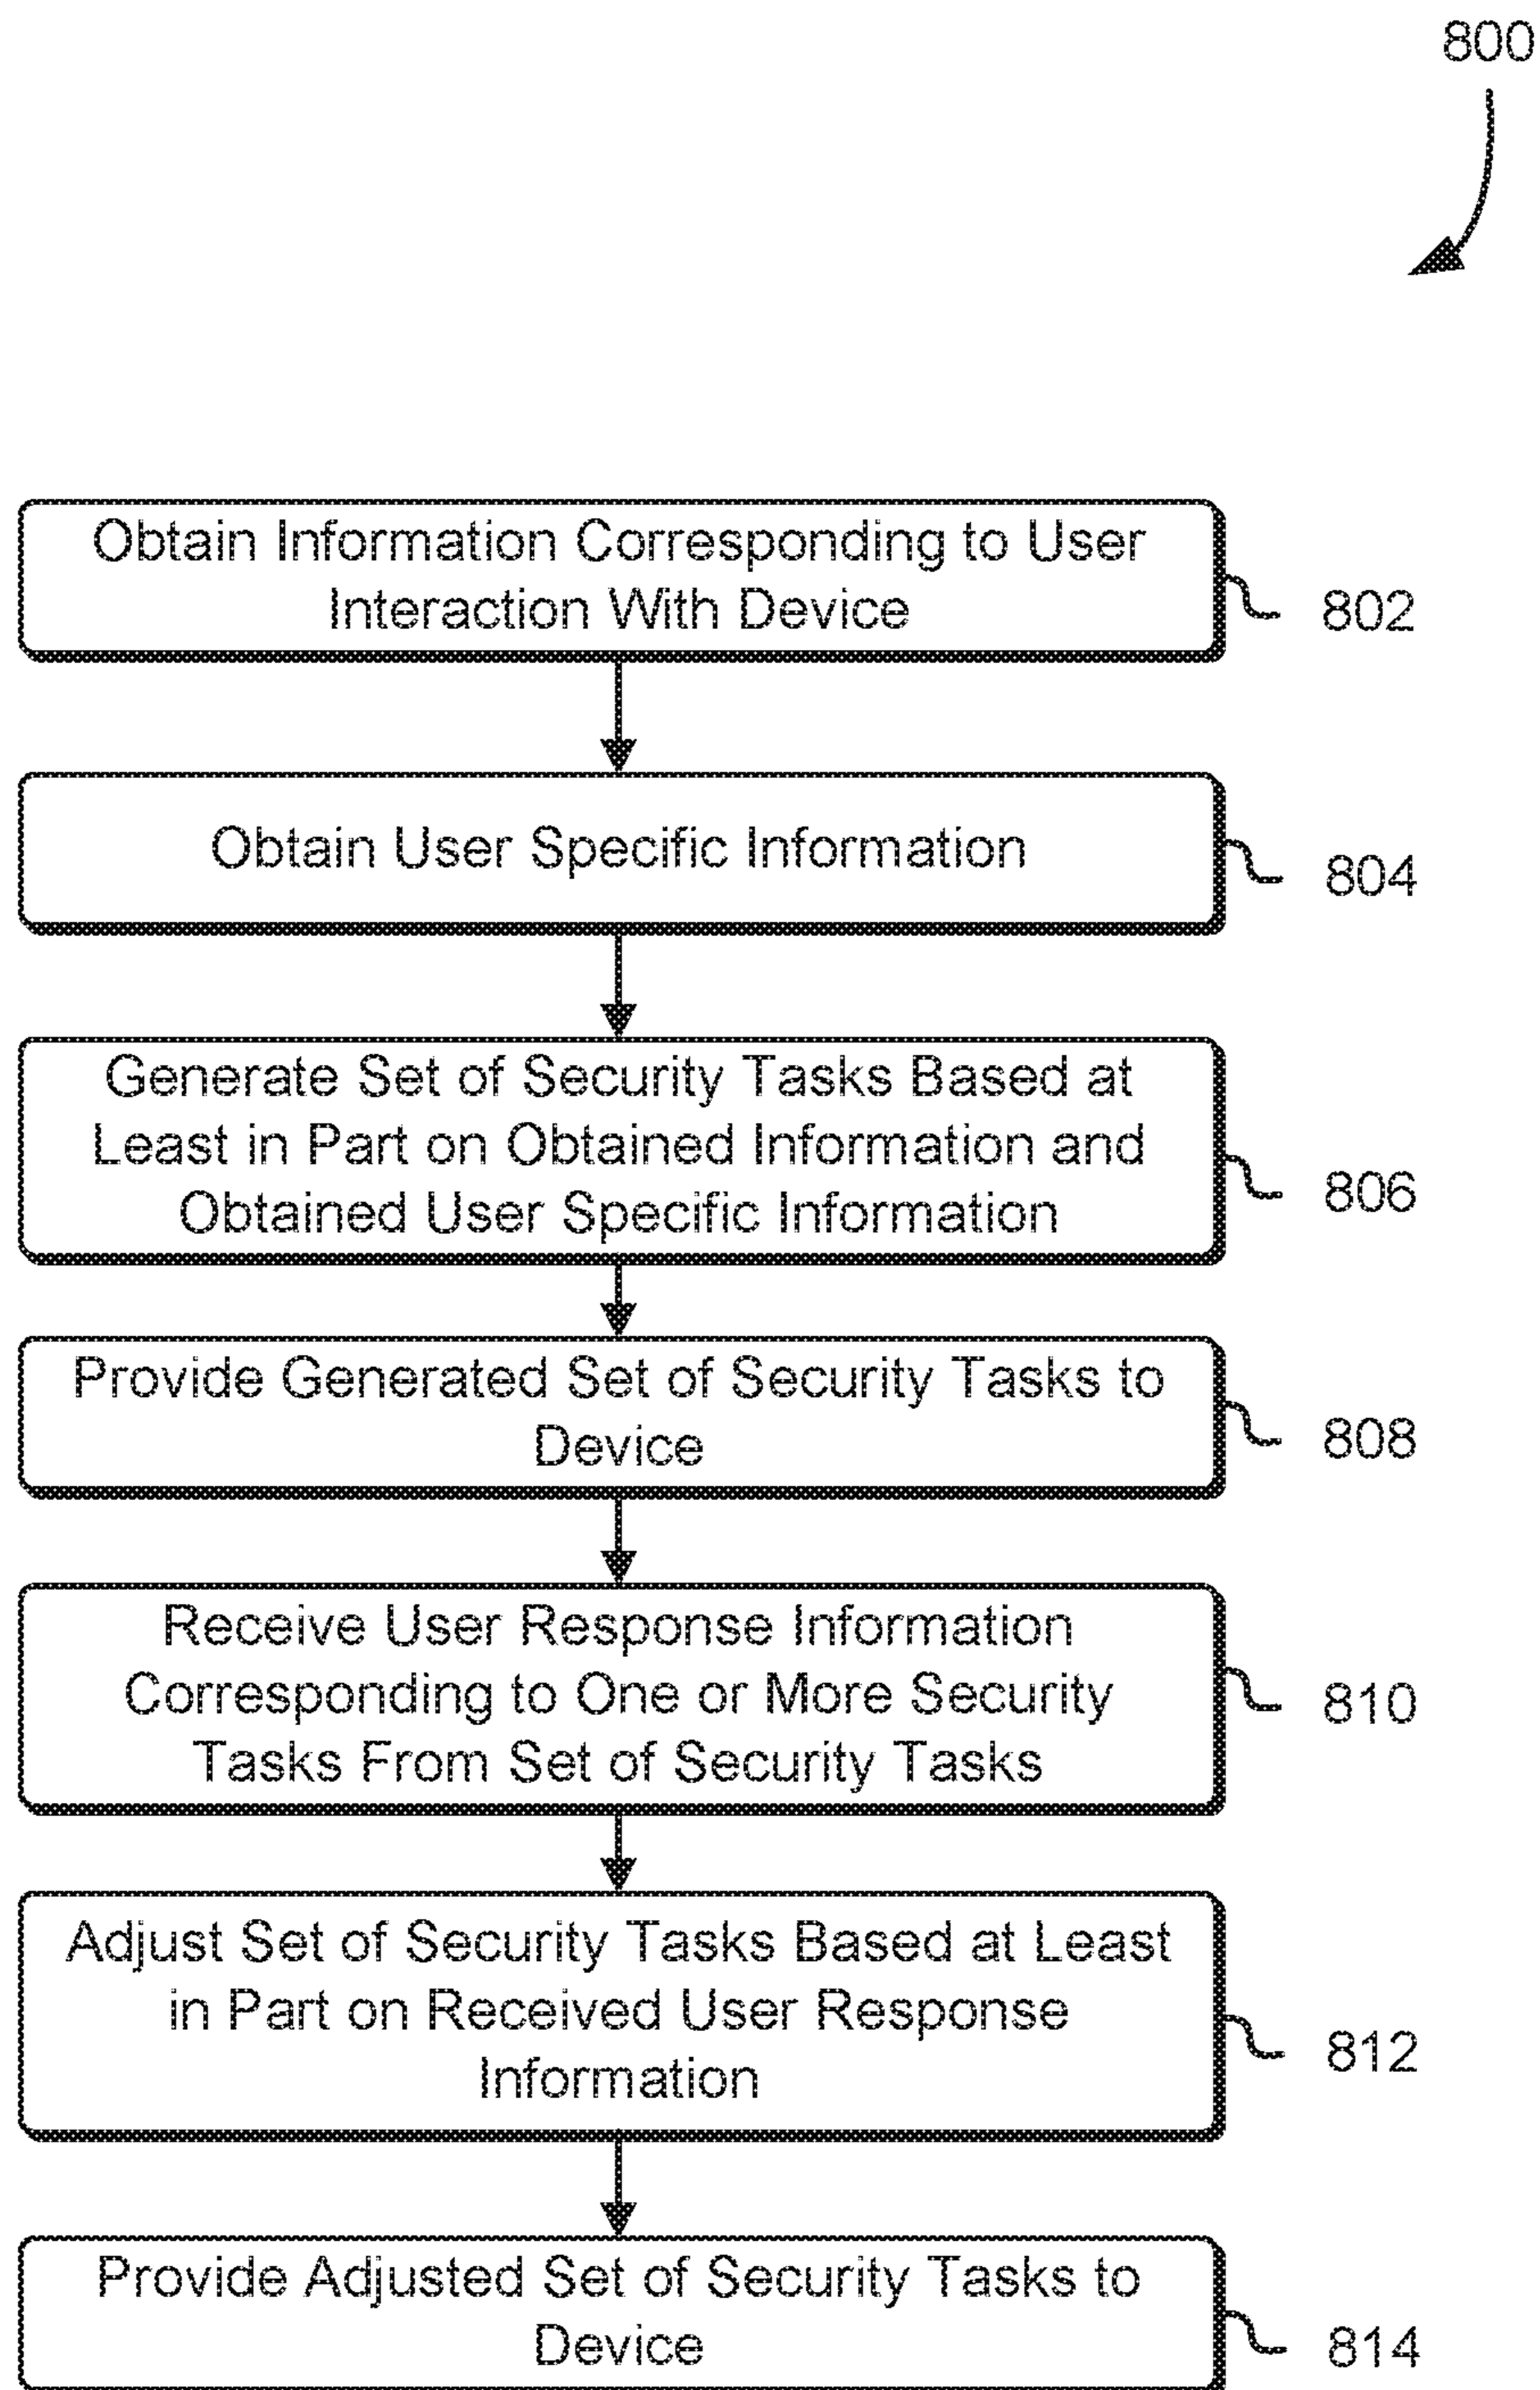 800
Obtain Information Corresponding to User
Interaction With Device
802
Obtain User Specific Information
804
Generate Set of Security Tasks Based at
Least in Part on Obtained Information and
Obtained User Specific Information
806
Provide Generated Set of Security Tasks to
Device
808
Receive User Response Information
Corresponding to One or More Security
Tasks From Set of Security Tasks
810
Adjust Set of Security Tasks Based at Least
in Part on Received User Response
Information
812
Provide Adjusted Set of Security Tasks to
Device
814